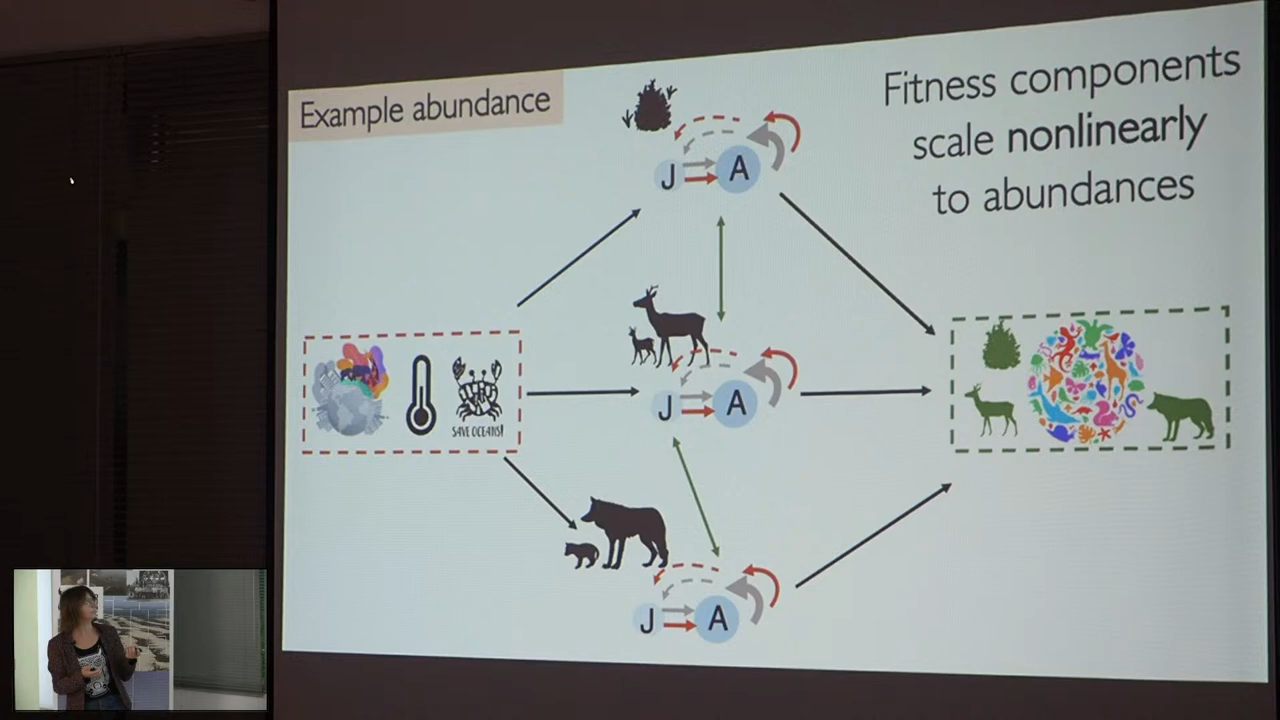 Example abundance
Fitness components
scale nonlinearly
to abundances
J A
J A
SAVE OCEANS!
J A